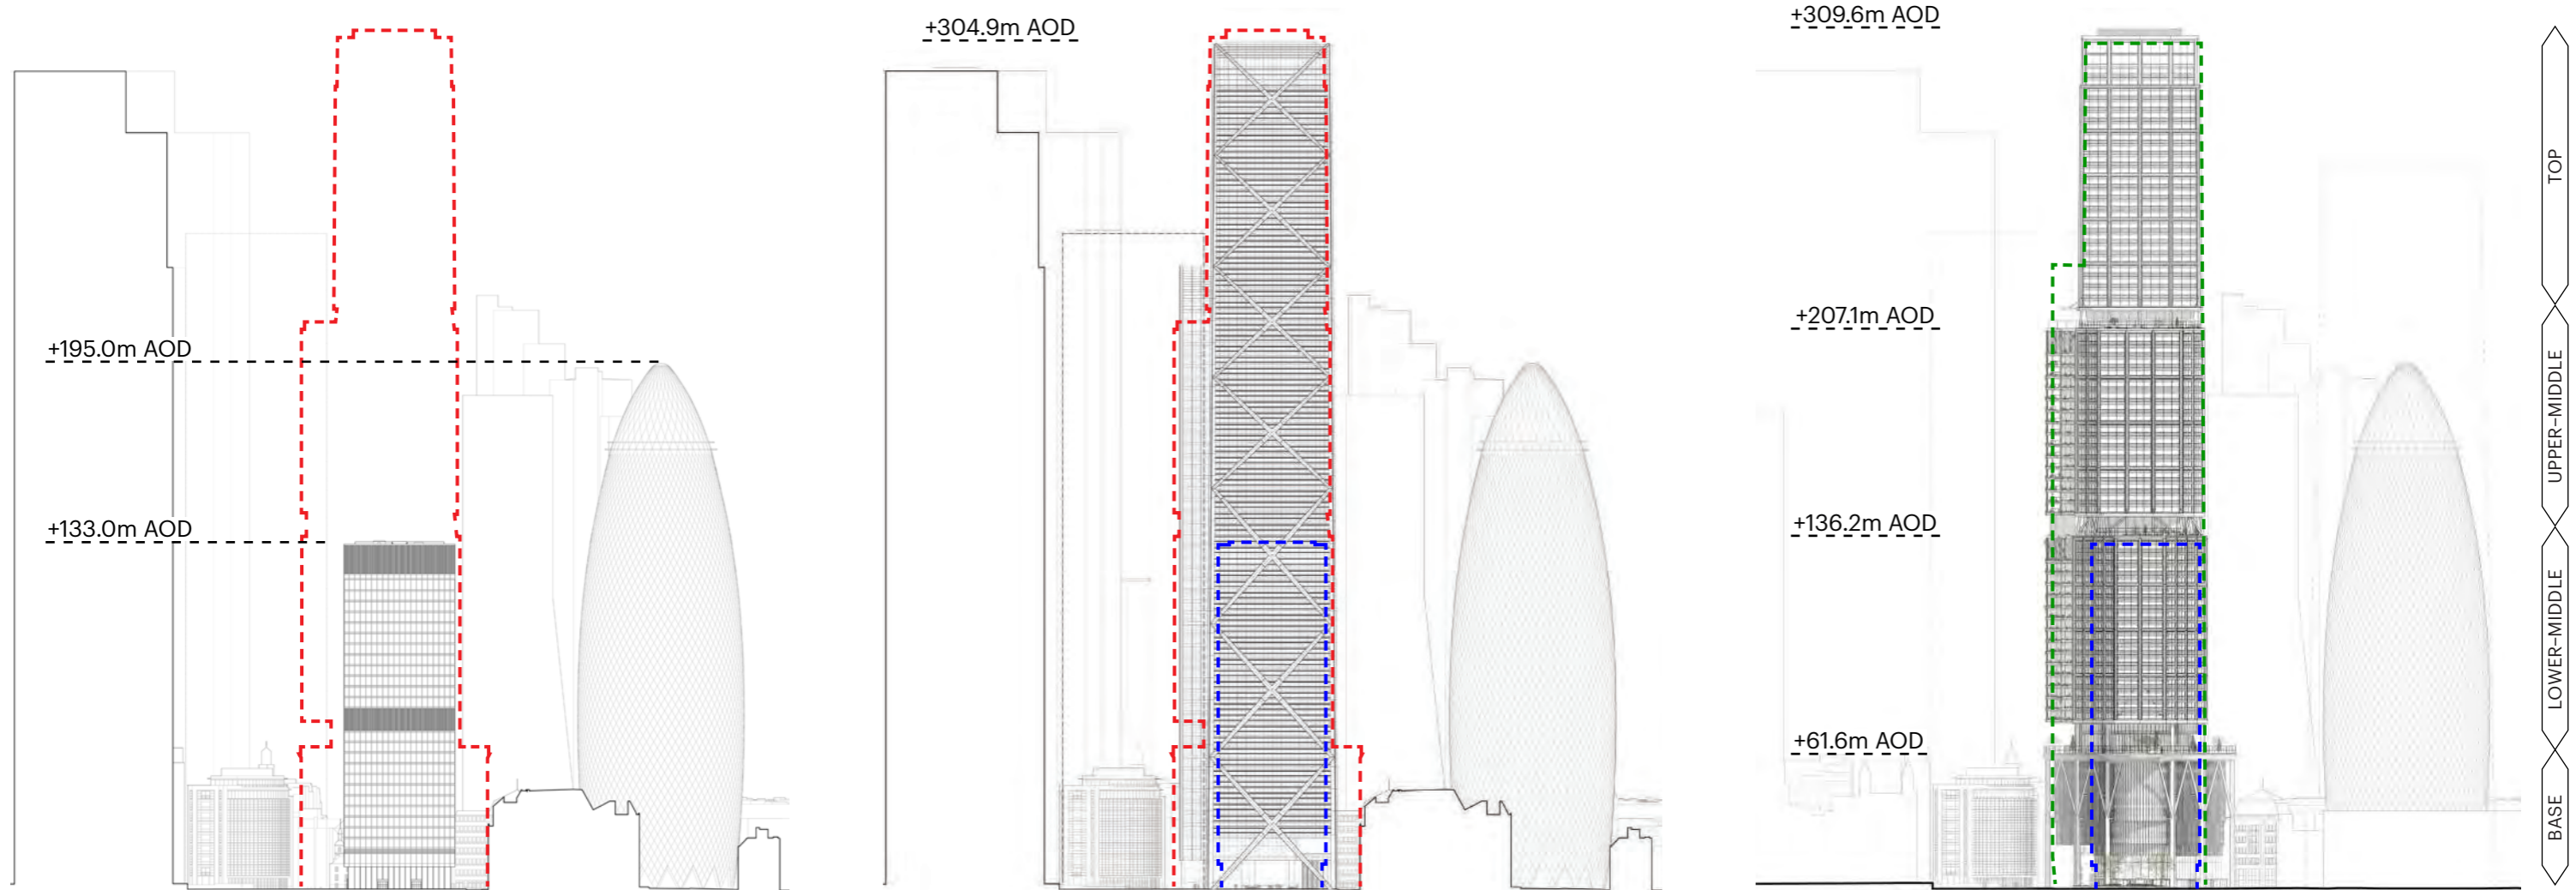 +195.0m AOD
+133.0m AOD
+304.9m AOD
+309.6m AOD
+207.1m AOD
+136.2m AOD
+61.6m AOD
TOP
UPPER-MIDDLE
LOWER-MIDDLE
BASE